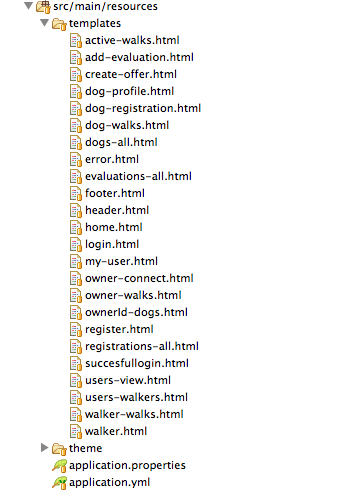 src/main/resources
templates
active-walks.html
add-evaluation.html
create-offer.html
dog-profile.html
dog-registration.html
dog-walks.html
dogs-all.html
error.html
evaluations-all.html
footer.html
header.html
home.html
login.html
my-user.html
owner-connect.html
owner-walks.html
ownerId-dogs.html
register.html
registrations-all.html
succesfullogin.html
users-view.html
users-walkers.html
walker-walks.html
walker.html
theme
application.properties
application.yml